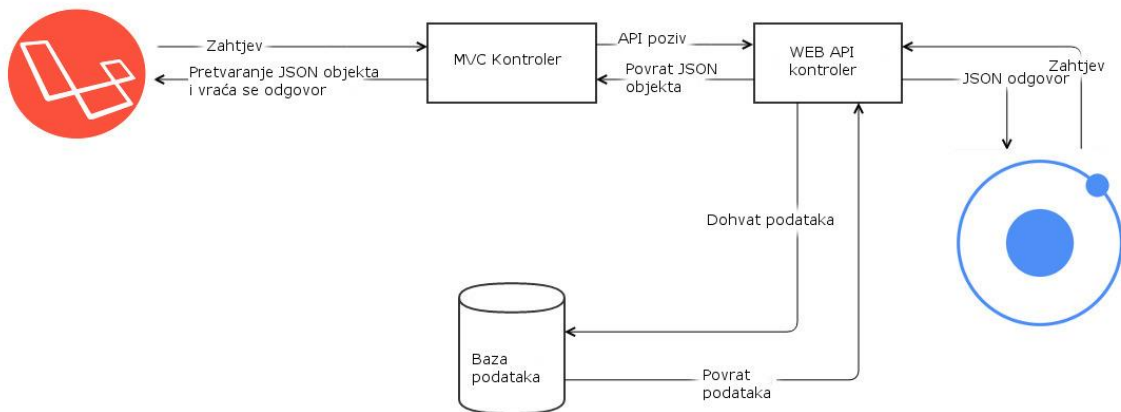 Zahtjev
Pretvaranje JSON objekta
i vraća se odgovor
MVC Kontroler
API poziv
Povrat JSON
objekta
WEB API
kontroler
Zahtjev
JSON odgovor
Dohvat podataka
Baza
podataka
Povrat
podataka